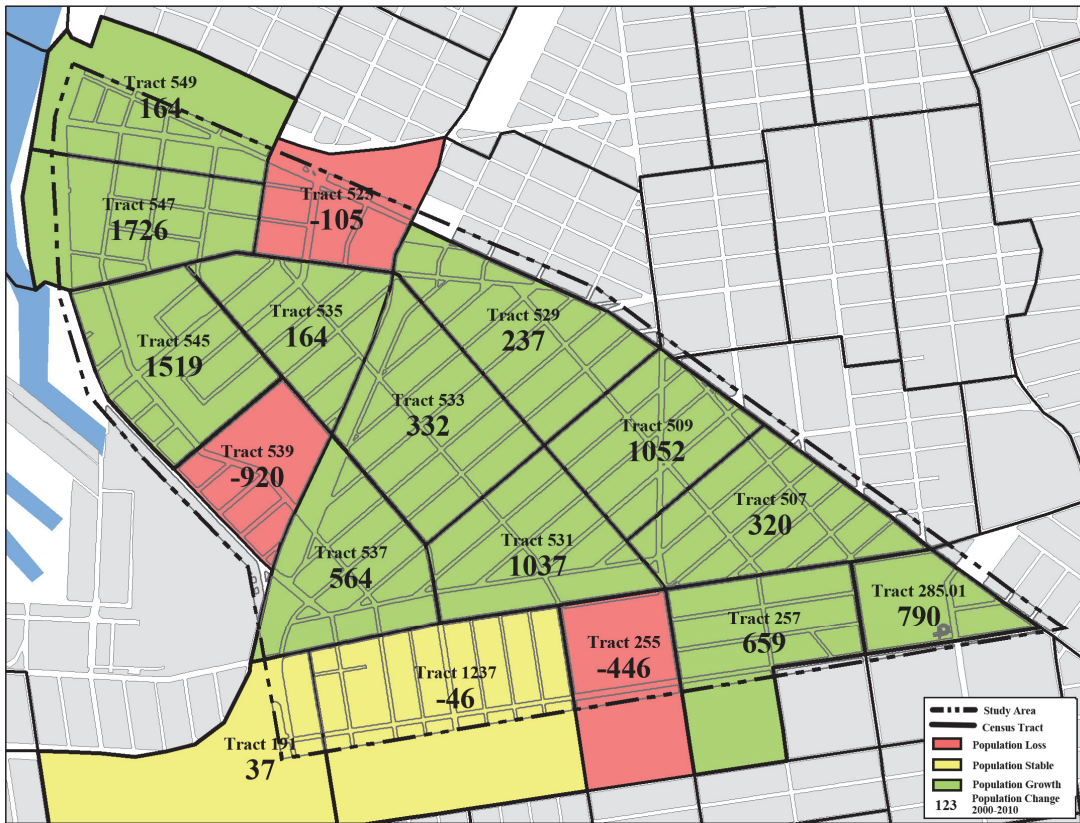 Tract 549
164
Tract 525
-105
Tract 547
1726
Tract 535
164
Tract 529
237
Tract 545
1519
Tract 533
332
Tract 509
1052
Tract 539
-920
Tract 507
320
Tract 537
564
Tract 531
1037
Tract 285.01
790
Tract 257
659
Tract 255
-446
Tract 1237
-46
Tract 191
37
Study Area
Census Tract
Population Loss
Population Stable
Population Growth
123 Population Change
2000-2010